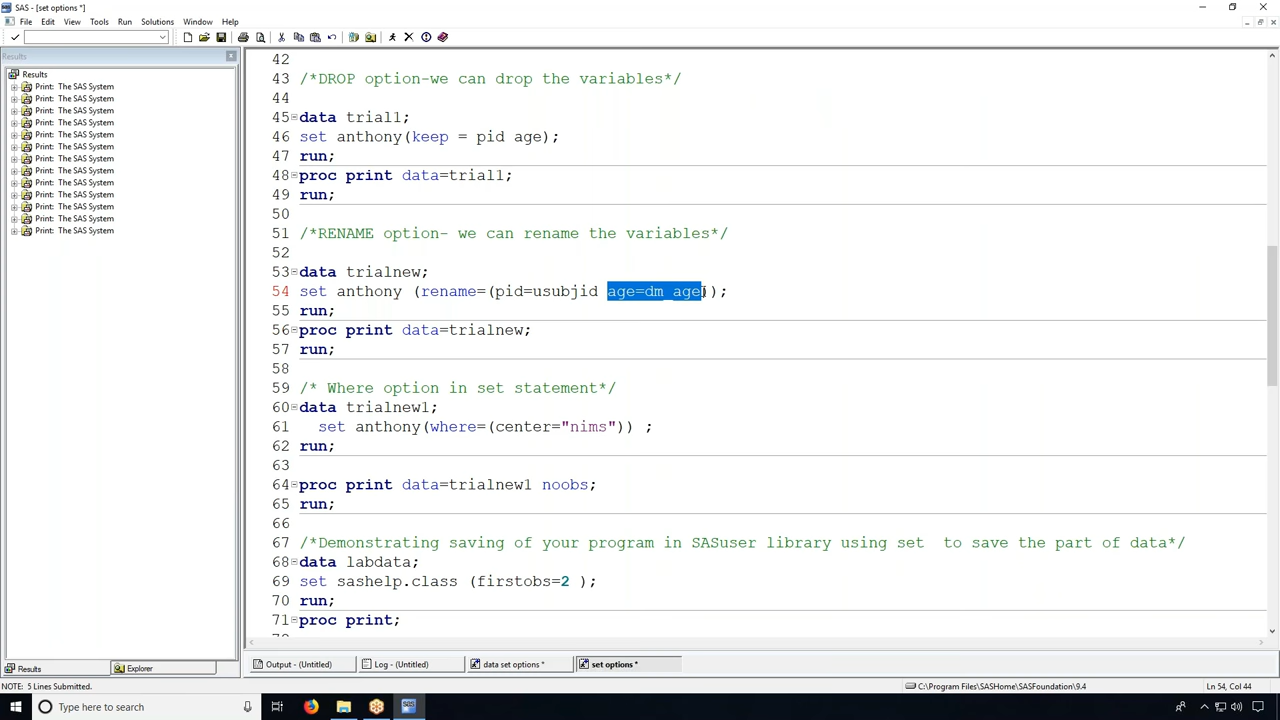 SAS - [set options *]
File Edit View Tools Run Solutions Window Help
Results
Results
Print: The SAS System
Print: The SAS System
Print: The SAS System
Print: The SAS System
Print: The SAS System
Print: The SAS System
Print: The SAS System
Print: The SAS System
Print: The SAS System
Print: The SAS System
Print: The SAS System
Print: The SAS System
Print: The SAS System
42
43 /*DROP option-we can drop the variables*/
44
45 data trial1;
46 set anthony(keep = pid age);
47 run;
48 proc print data=trial1;
49 run;
50
51 /*RENAME option- we can rename the variables*/
52
53 data trialnew;
54 set anthony (rename=(pid=usubjid age=dm_age));
55 run;
56 proc print data=trialnew;
57 run;
58
59 /* Where option in set statement*/
60 data trialnew1;
61 set anthony(where=(center="nims")) ;
62 run;
63
64 proc print data=trialnew1 noobs;
65 run;
66
67 /*Demonstrating saving of your program in SASuser library using set  to save the part of data*/
68 data labdata;
69 set sashelp.class (firstobs=2 );
70 run;
71 proc print;
Results Explorer
Output - (Untitled) Log - (Untitled) data set options * set options *
NOTE: 5 Lines Submitted. C:\Program Files\SASHome\SASFoundation\9.4 Ln 54, Col 44
Type here to search